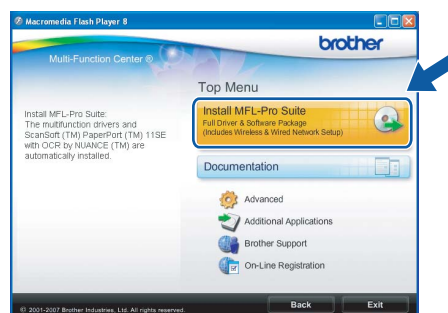 Macromedia Flash Player 8
brother
Multi-Function Center ®
Top Menu
Install MFL-Pro Suite:
The multifunction drivers and
ScanSoft (TM) PaperPort (TM) 11SE
with OCR by NUANCE (TM) are
automatically installed.
Install MFL-Pro Suite
Full Driver & Software Package
(Includes Wireless & Wired Network Setup)
Documentation
Advanced
Additional Applications
Brother Support
On-Line Registration
© 2001-2007 Brother Industries, Ltd. All rights reserved.
Back
Exit